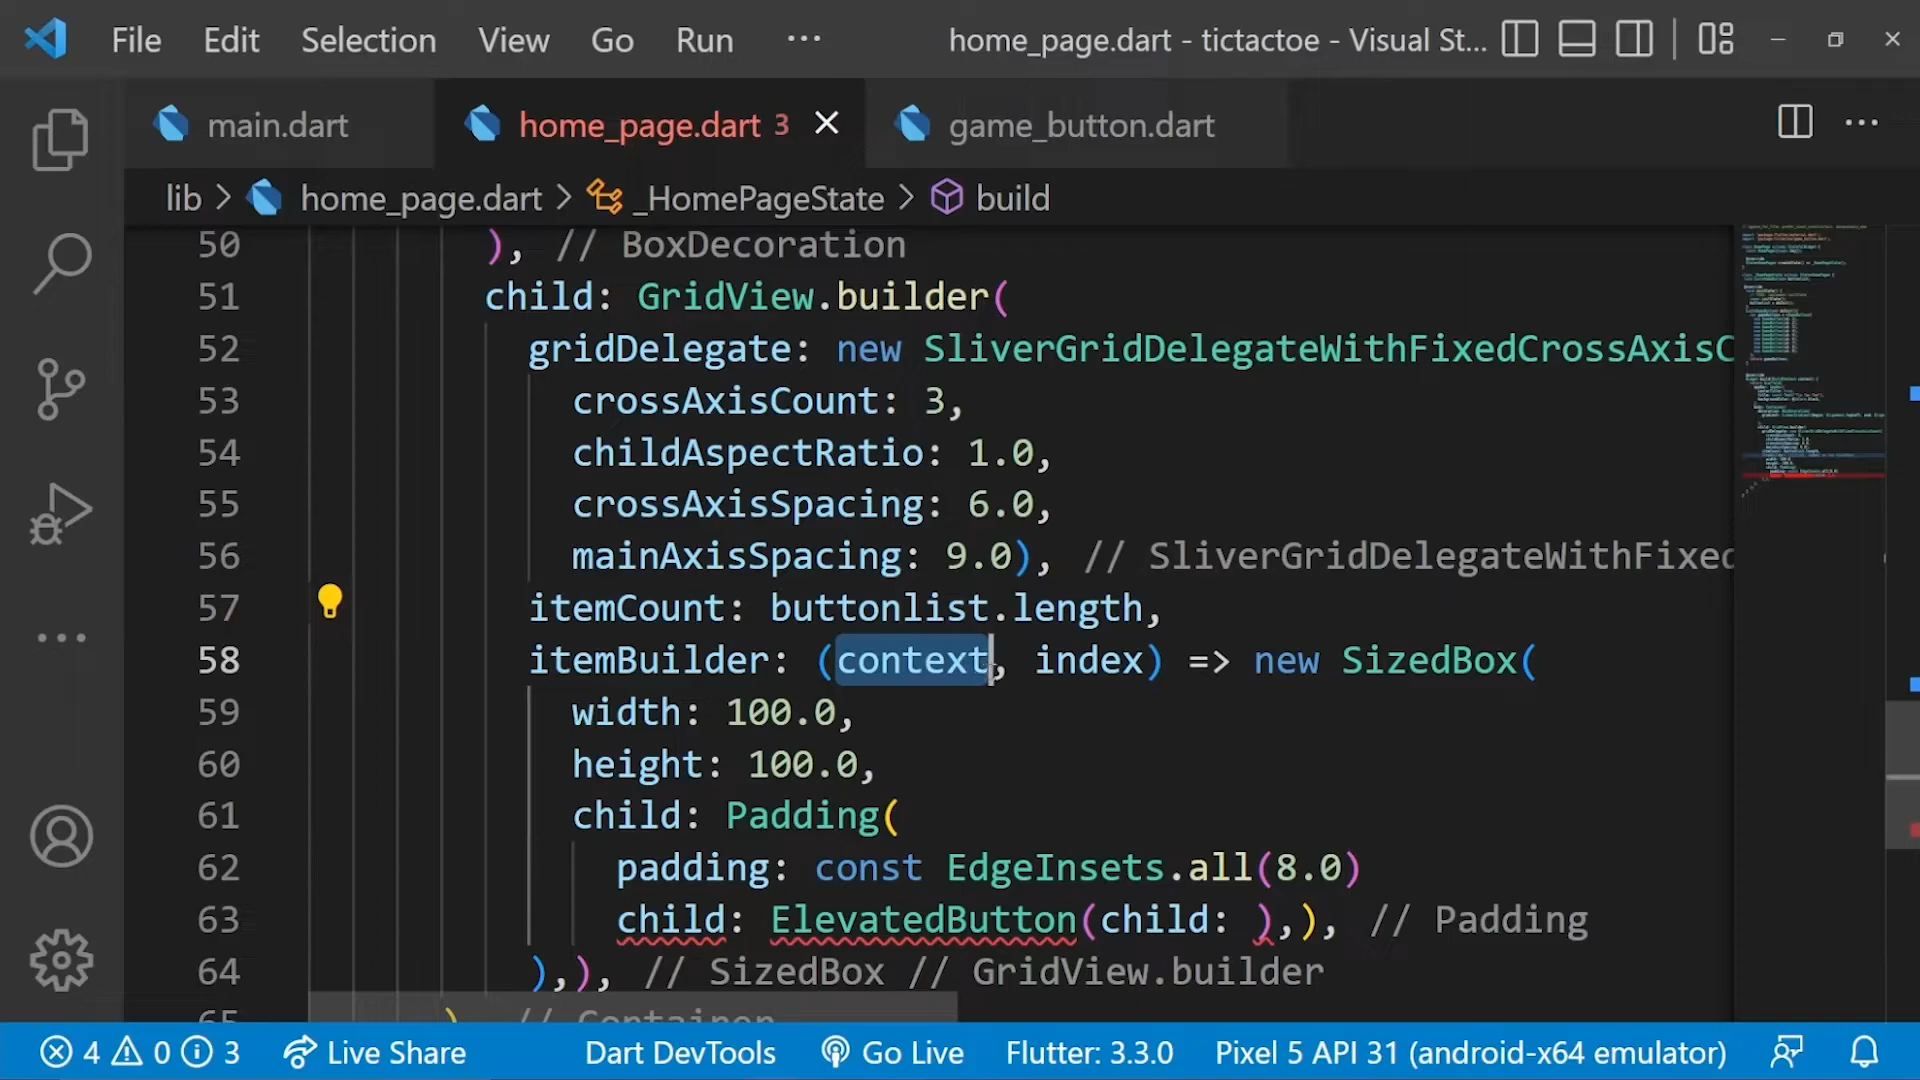 File Edit Selection View Go Run ··· home_page.dart - tictactoe - Visual St...
main.dart home_page.dart 3 game_button.dart
lib > home_page.dart > _HomePageState > build
50 ), // BoxDecoration
51 child: GridView.builder(
52 gridDelegate: new SliverGridDelegateWithFixedCrossAxisC
53 crossAxisCount: 3,
54 childAspectRatio: 1.0,
55 crossAxisSpacing: 6.0,
56 mainAxisSpacing: 9.0), // SliverGridDelegateWithFixed
57 itemCount: buttonlist.length,
58 itemBuilder: (context, index) => new SizedBox(
59 width: 100.0,
60 height: 100.0,
61 child: Padding(
62 padding: const EdgeInsets.all(8.0)
63 child: ElevatedButton(child: ),), // Padding
64 ),), // SizedBox // GridView.builder
65 ) // Container
4 0 3 Live Share Dart DevTools Go Live Flutter: 3.3.0 Pixel 5 API 31 (android-x64 emulator)